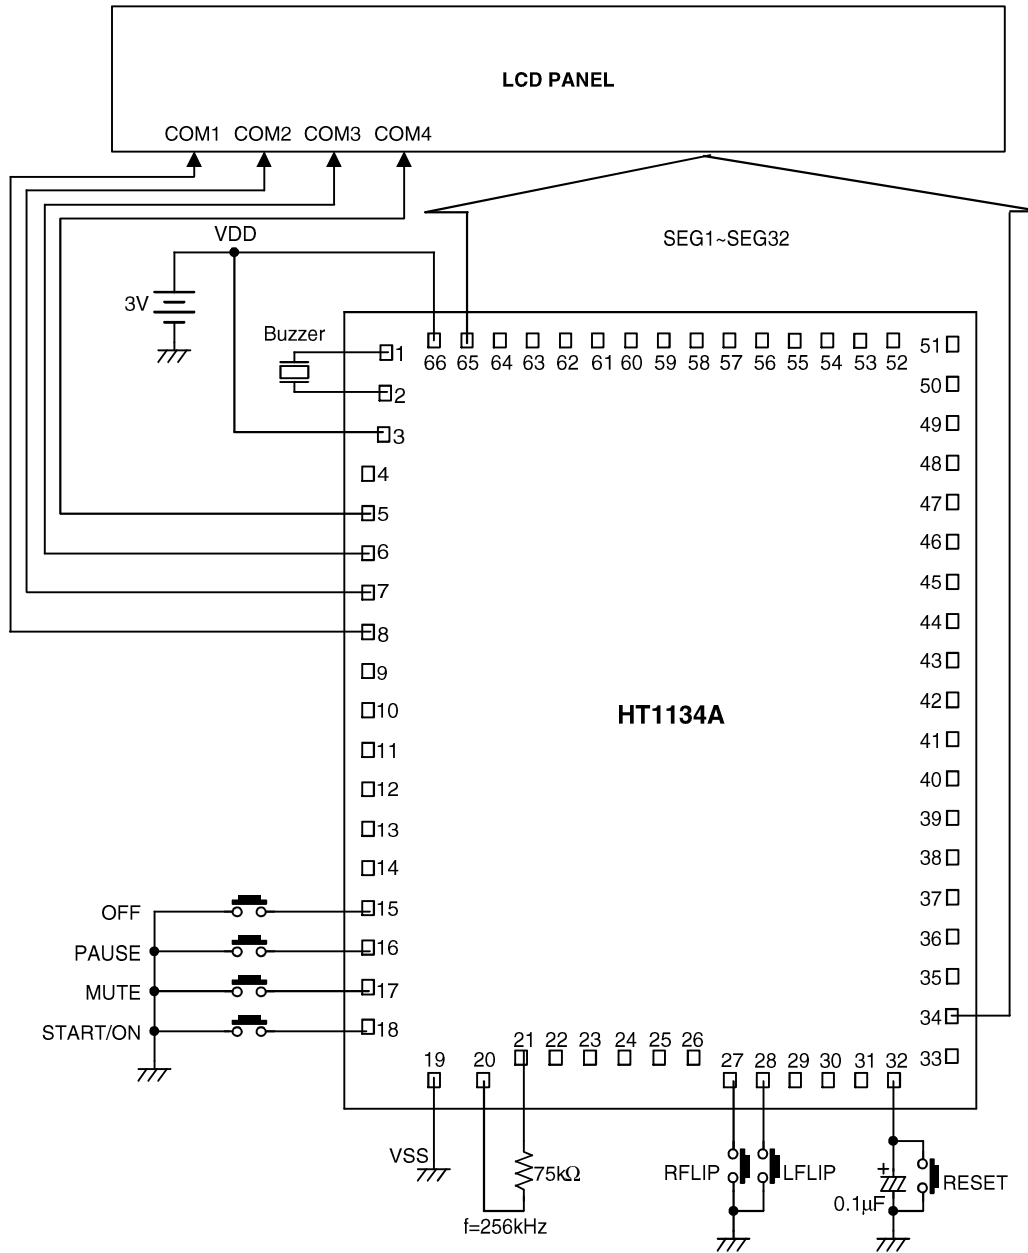 LCD PANEL
COM1 COM2 COM3 COM4
SEG1~SEG32
VDD
3V
Buzzer
66 65 64 63 62 61 60 59 58 57 56 55 54 53 52
1
2
3
4
5
6
7
8
9
10
11
12
13
14
15
16
17
18
51
50
49
48
47
46
45
44
43
42
41
40
39
38
37
36
35
34
33
HT1134A
OFF
PAUSE
MUTE
START/ON
19 20 21 22 23 24 25 26 27 28 29 30 31 32
VSS
75kΩ
f=256kHz
RFLIP
LFLIP
+
0.1μF
RESET